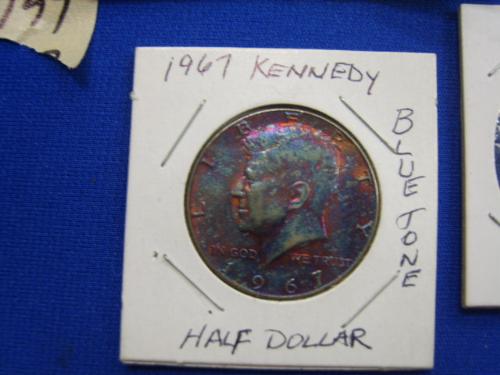 1967 KENNEDY
BLUE TONE
LIBERTY
IN GOD WE TRUST
1967
HALF DOLLAR